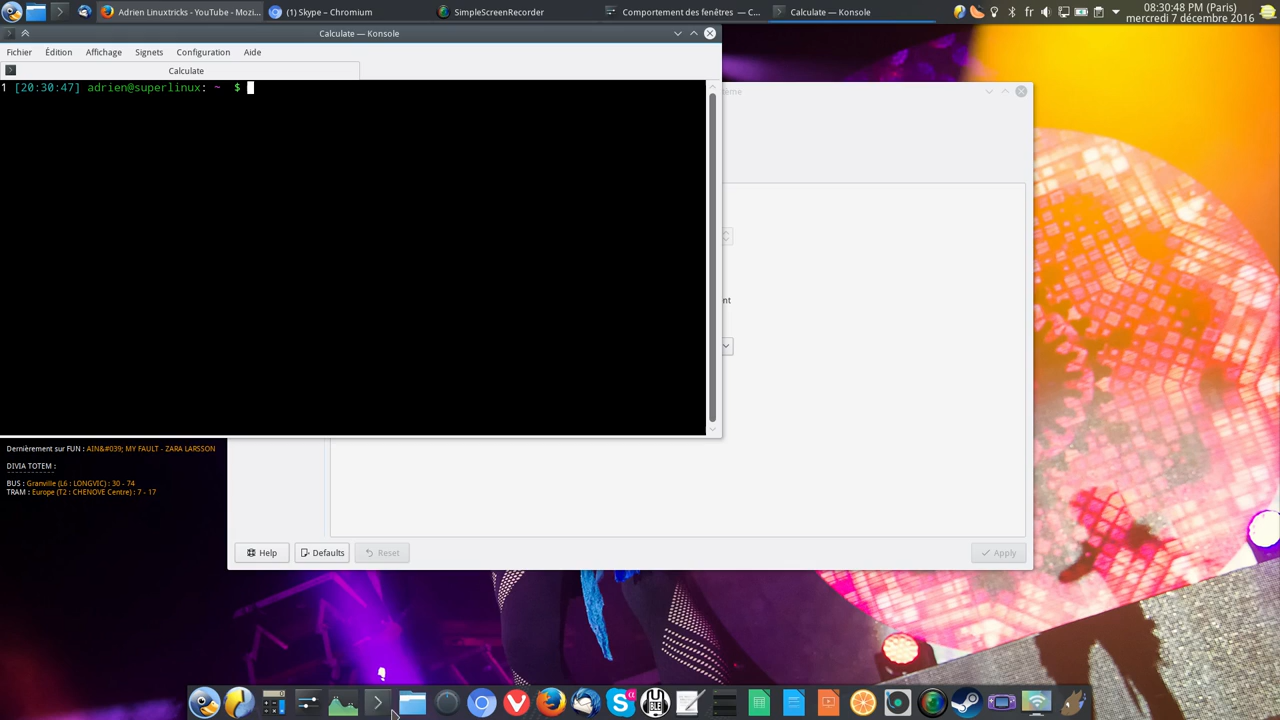 Adrien Linuxtricks - YouTube - Mozi...
(1) Skype – Chromium
SimpleScreenRecorder
Comportement des fenêtres — C...
Calculate — Konsole
fr
08:30:48 PM (Paris)
mercredi 7 décembre 2016
Calculate — Konsole
Fichier
Édition
Affichage
Signets
Configuration
Aide
Calculate
1 [20:30:47] adrien@superlinux: ~ $
ème
nt
Dernièrement sur FUN : AIN&#039; MY FAULT - ZARA LARSSON
DIVIA TOTEM :
BUS : Granville (L6 : LONGVIC) : 30 - 74
TRAM : Europe (T2 : CHENOVE Centre) : 7 - 17
Help
Defaults
Reset
Apply